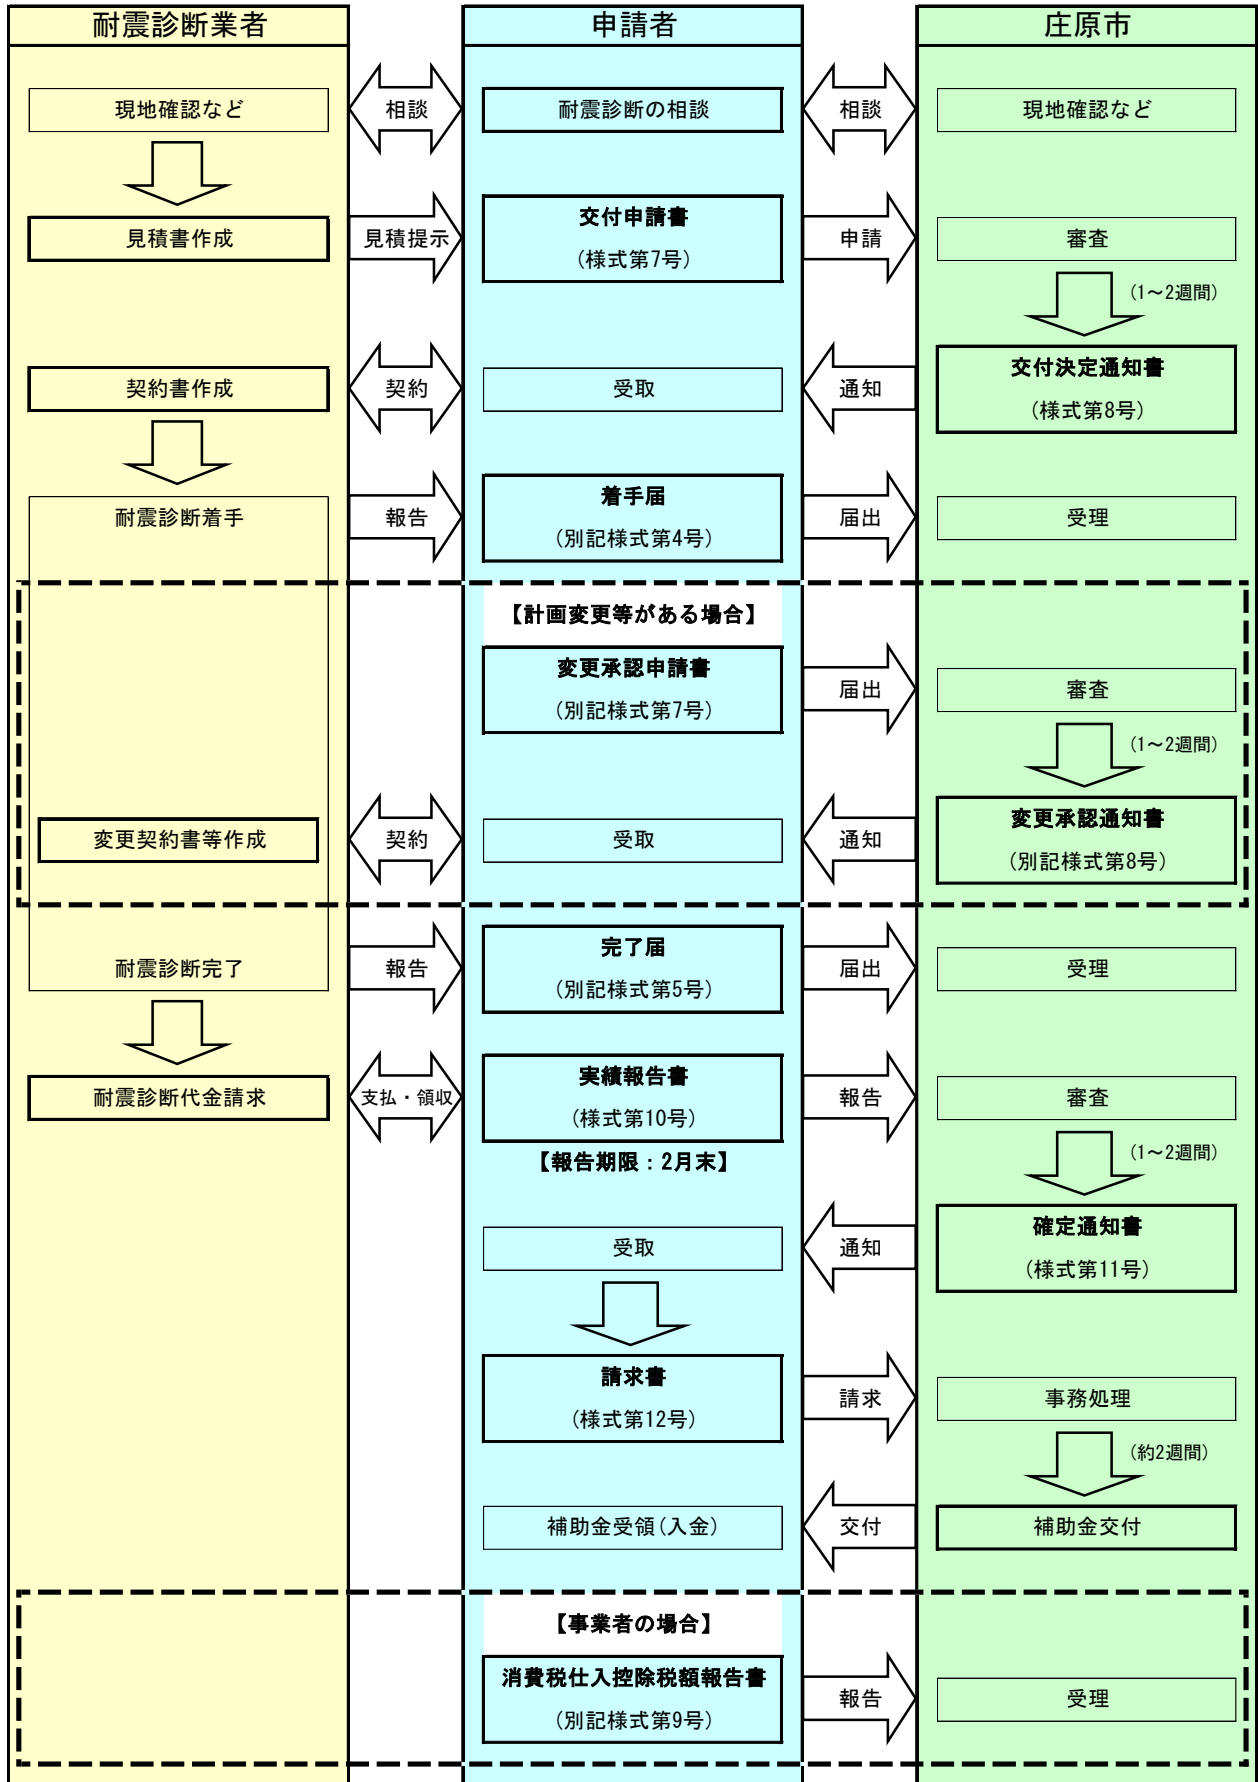 耐震診断業者
申請者
庄原市
現地確認など
相談
耐震診断の相談
相談
現地確認など
見積書作成
見積提示
交付申請書
(様式第7号)
申請
審査
(1～2週間)
契約書作成
契約
受取
通知
交付決定通知書
(様式第8号)
耐震診断着手
報告
着手届
(別記様式第4号)
届出
受理
【計画変更等がある場合】
変更承認申請書
(別記様式第7号)
届出
審査
(1～2週間)
変更契約書等作成
契約
受取
通知
変更承認通知書
(別記様式第8号)
耐震診断完了
報告
完了届
(別記様式第5号)
届出
受理
耐震診断代金請求
支払・領収
実績報告書
(様式第10号)
報告
審査
【報告期限：2月末】
(1～2週間)
受取
通知
確定通知書
(様式第11号)
請求書
(様式第12号)
請求
事務処理
(約2週間)
補助金受領(入金)
交付
補助金交付
【事業者の場合】
消費税仕入控除税額報告書
(別記様式第9号)
報告
受理